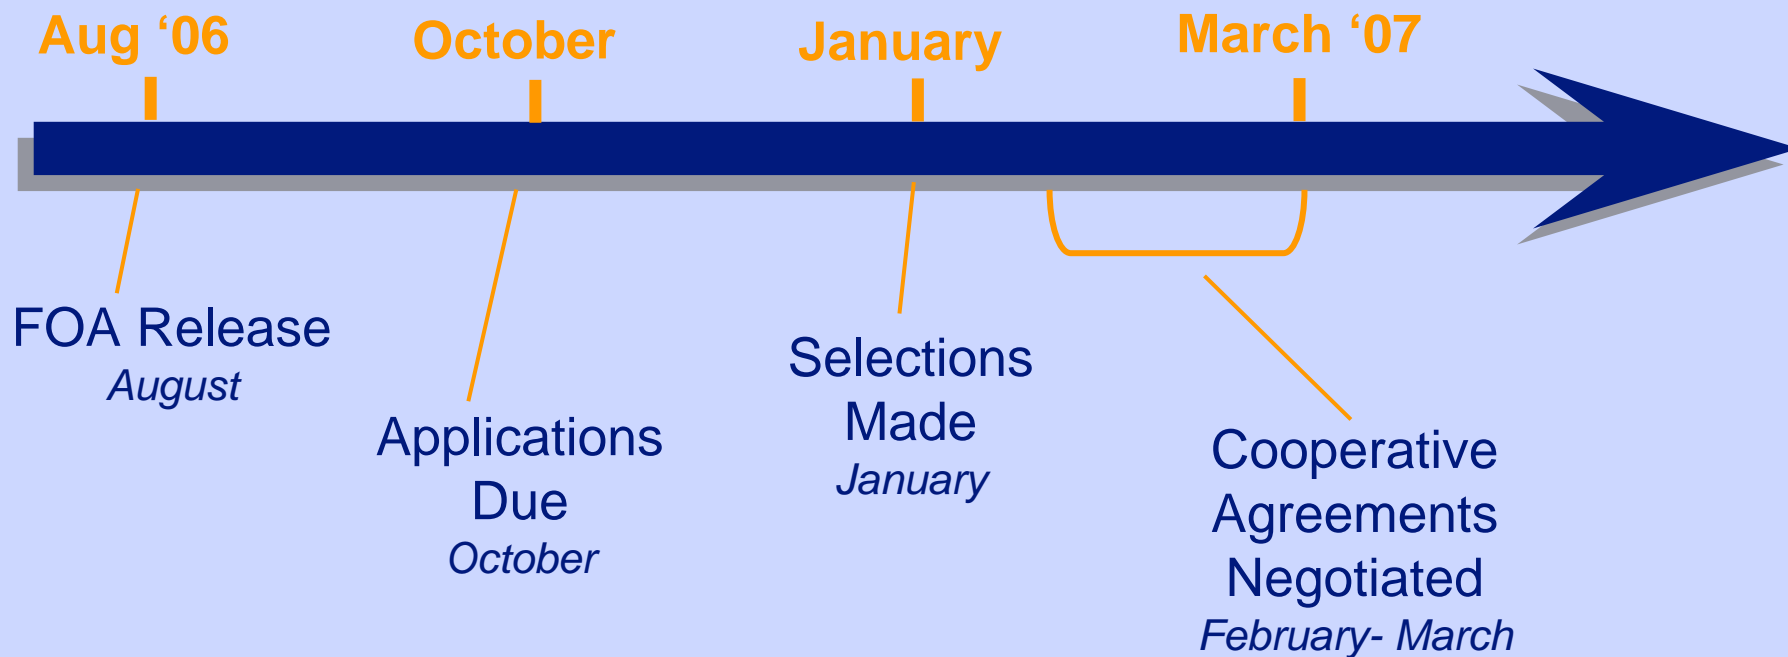 Aug ‘06
October
January
March ‘07
FOA Release
August
Applications
Due
October
Selections
Made
January
Cooperative
Agreements
Negotiated
February- March